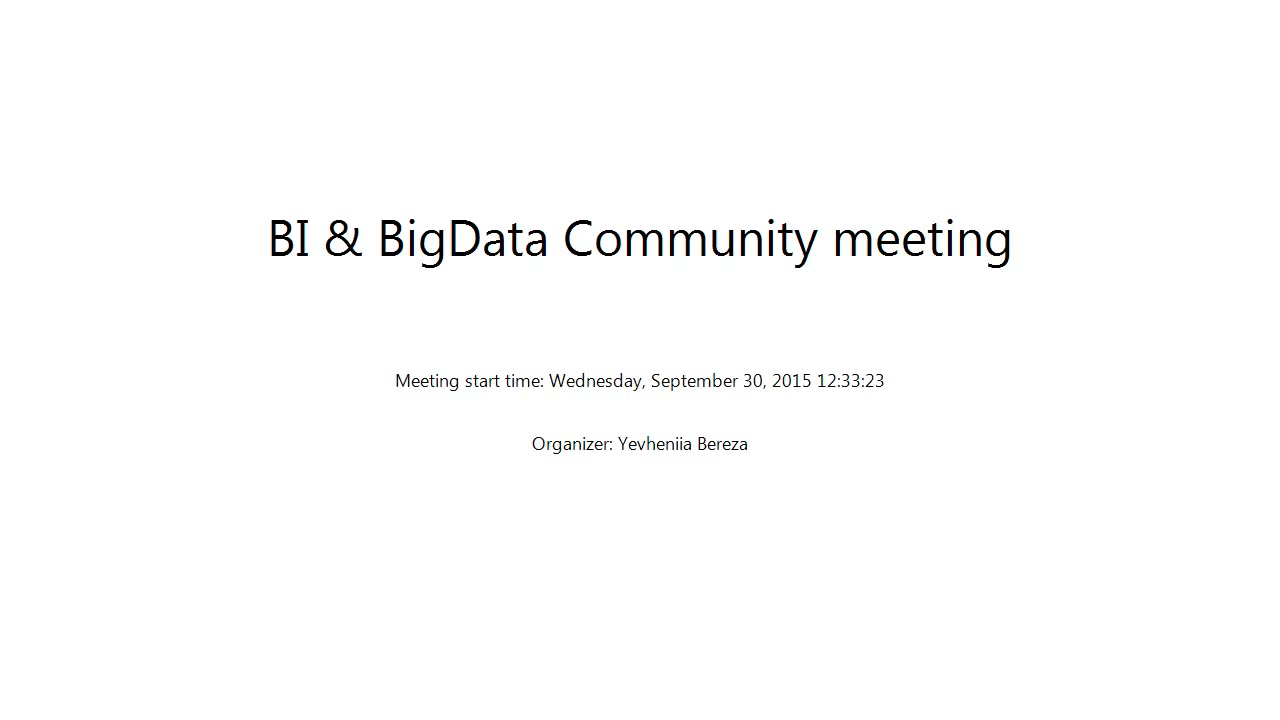 BI & BigData Community meeting
Meeting start time: Wednesday, September 30, 2015 12:33:23
Organizer: Yevheniia Bereza